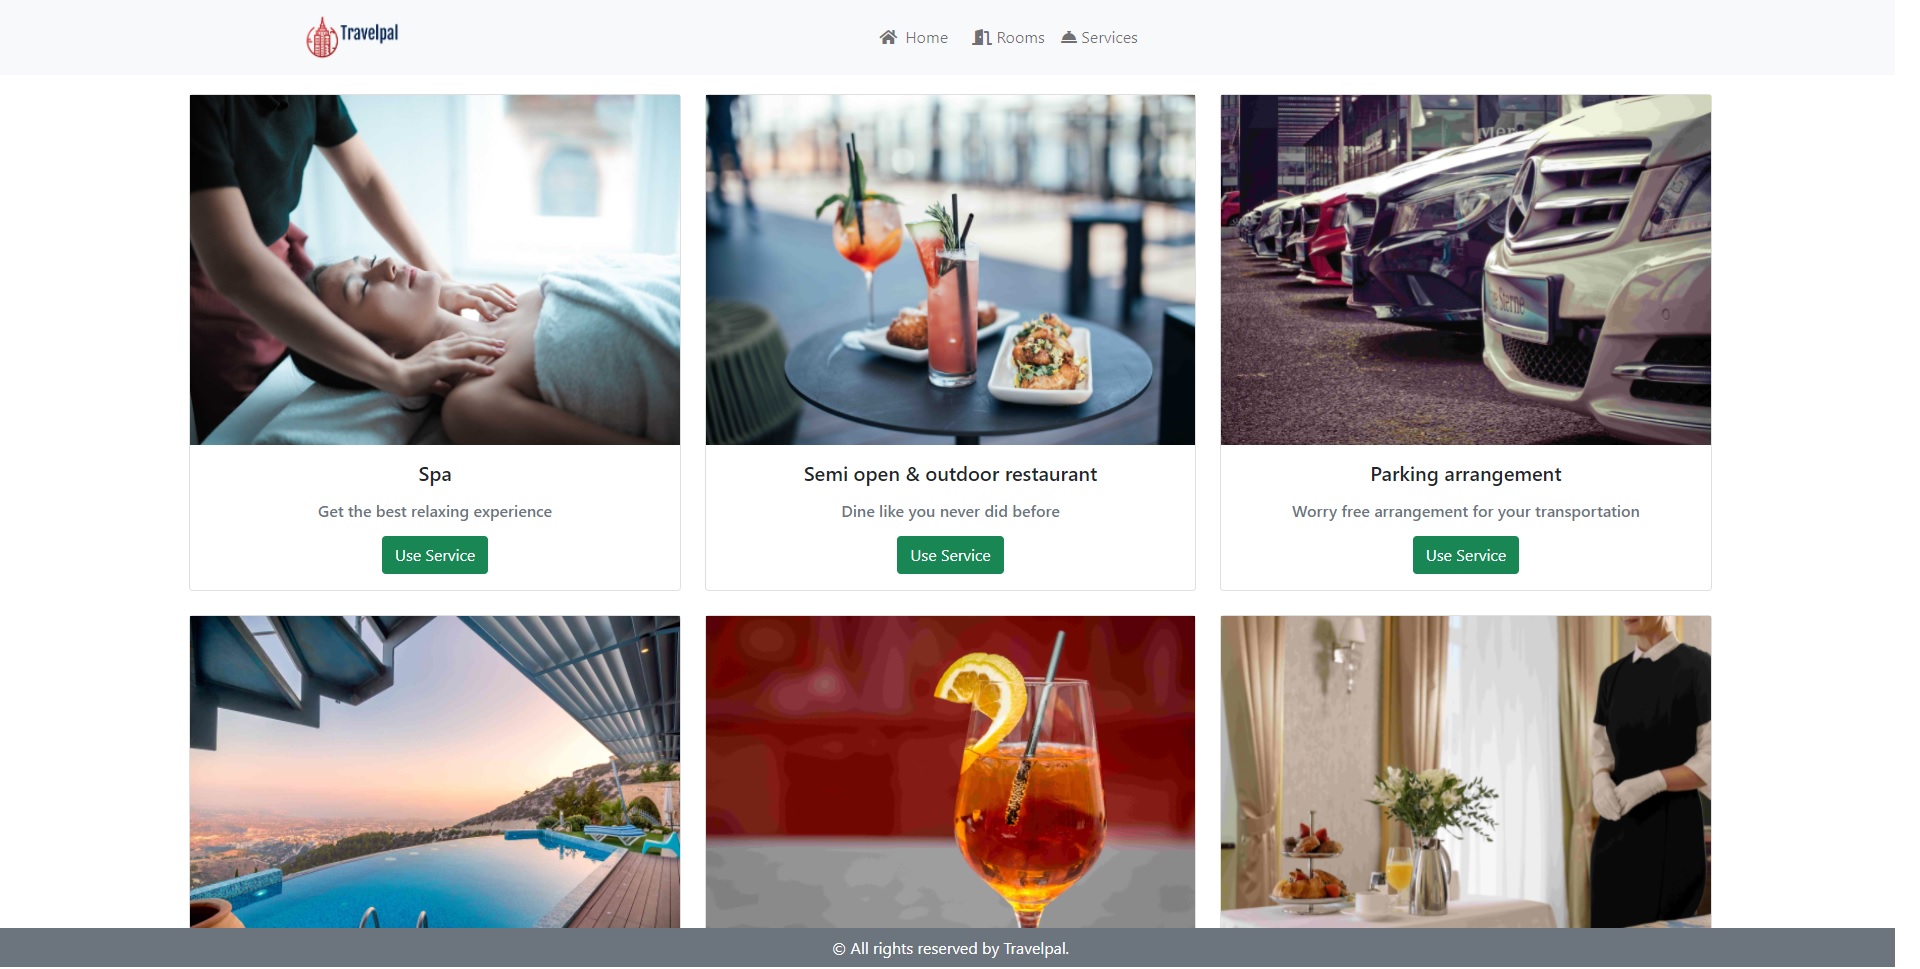 Travelpal
Home
Rooms
Services
Mer
Sterne
Spa
Semi open & outdoor restaurant
Parking arrangement
Get the best relaxing experience
Dine like you never did before
Worry free arrangement for your transportation
Use Service
Use Service
Use Service
© All rights reserved by Travelpal.